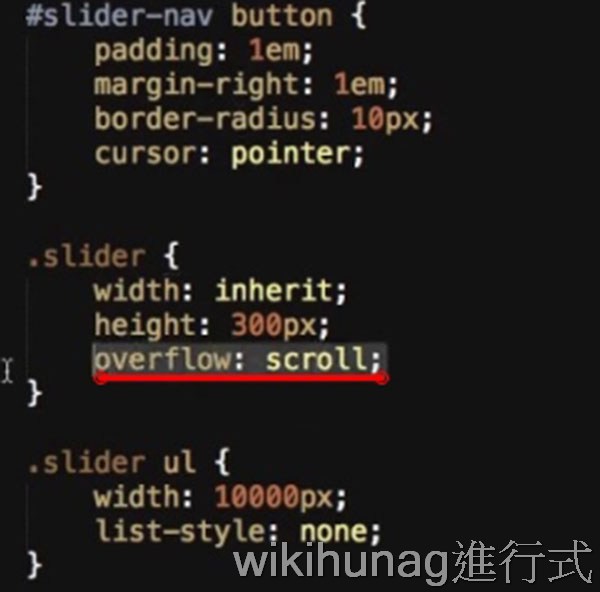 #slider-nav button {
    padding: 1em;
    margin-right: 1em;
    border-radius: 10px;
    cursor: pointer;
}

.slider {
    width: inherit;
    height: 300px;
    overflow: scroll;
}

.slider ul {
    width: 10000px;
    list-style: none;
}
wikihunag進行式